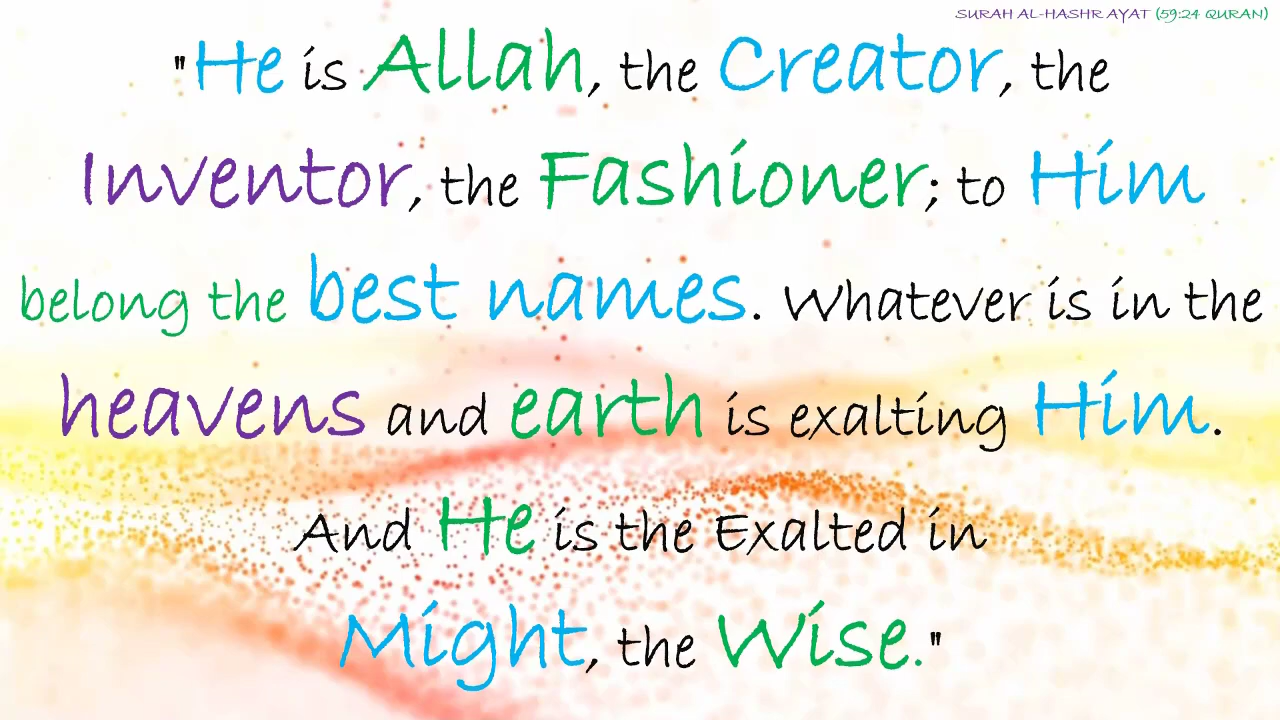 SURAH AL-HASHR AYAT (59:24 QURAN)
"He is Allah, the Creator, the
Inventor, the Fashioner; to Him
belong the best names. Whatever is in the
heavens and earth is exalting Him.
And He is the Exalted in
Might, the Wise."